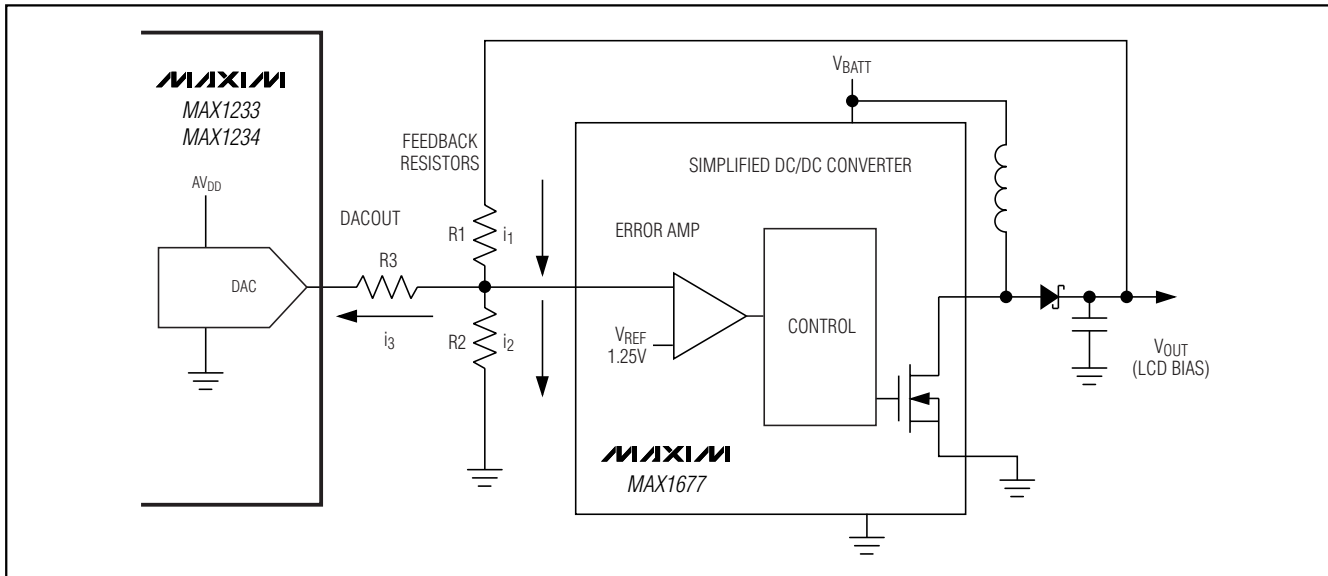 MAXIM
MAX1233
MAX1234
AVDD
DAC
DACOUT
R3
i3
FEEDBACK
RESISTORS
R1
i1
R2
i2
VBATT
SIMPLIFIED DC/DC CONVERTER
ERROR AMP
VREF
1.25V
CONTROL
MAXIM
MAX1677
VOUT
(LCD BIAS)